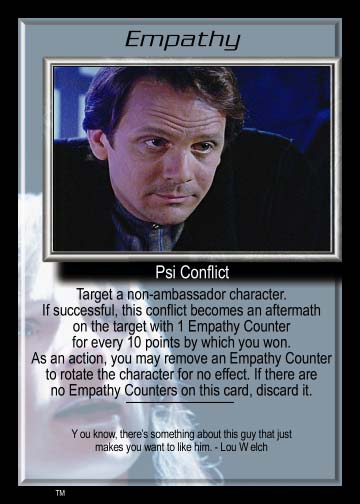 Empathy
Psi Conflict
Target a non-ambassador character.
If successful, this conflict becomes an aftermath
on the target with 1 Empathy Counter
for every 10 points by which you won.
As an action, you may remove an Empathy Counter
to rotate the character for no effect. If there are
no Empathy Counters on this card, discard it.
You know, there's something about this guy that just
makes you want to like him. - Lou Welch
TM